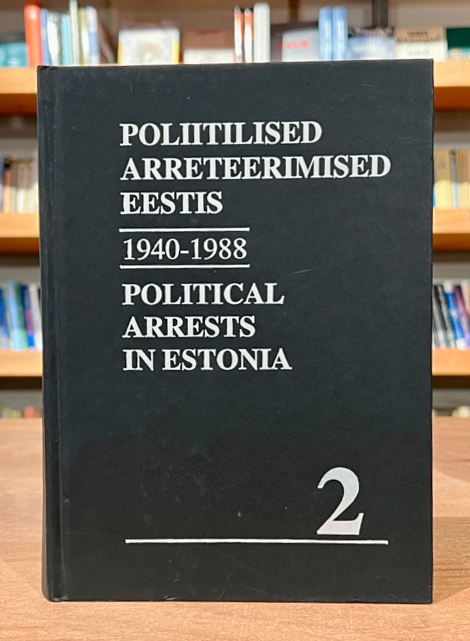 POLIITILISED
ARRETEERIMISED
EESTIS
1940-1988
POLITICAL
ARRESTS
IN ESTONIA
2